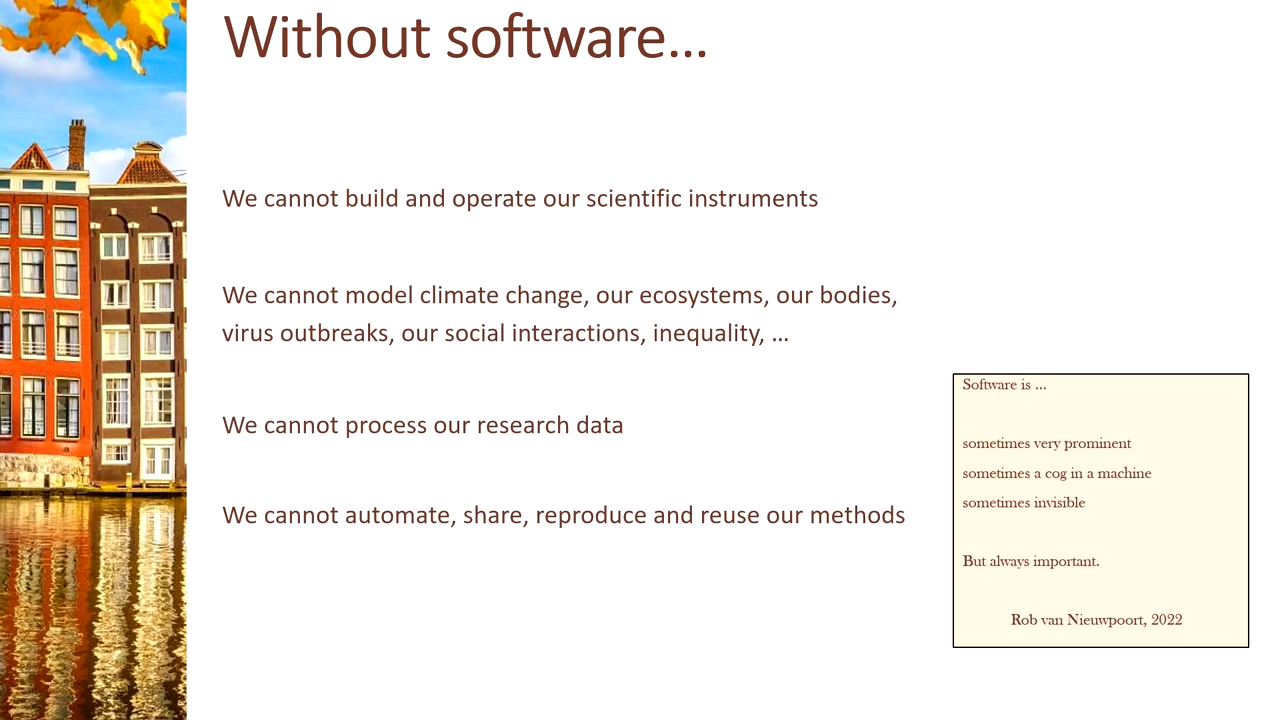 Without software…
We cannot build and operate our scientific instruments
We cannot model climate change, our ecosystems, our bodies,
virus outbreaks, our social interactions, inequality, …
We cannot process our research data
We cannot automate, share, reproduce and reuse our methods
Software is …
sometimes very prominent
sometimes a cog in a machine
sometimes invisible
But always important.
Rob van Nieuwpoort, 2022